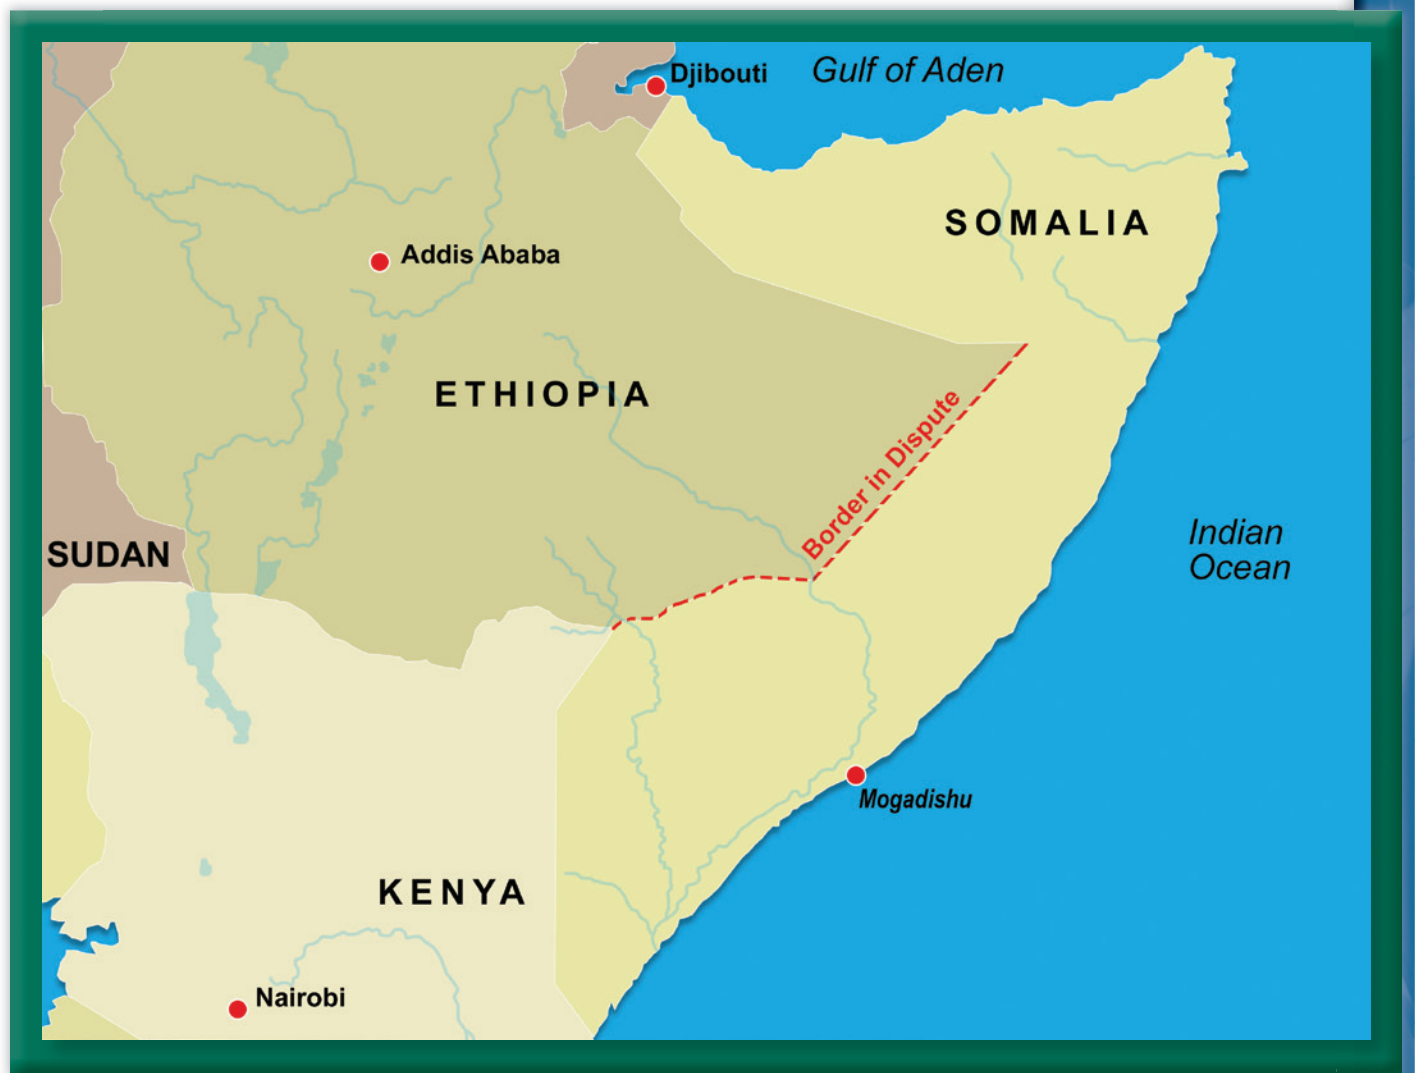 Djibouti
Gulf of Aden
SOMALIA
Addis Ababa
ETHIOPIA
Border in Dispute
SUDAN
Indian
Ocean
Mogadishu
KENYA
Nairobi